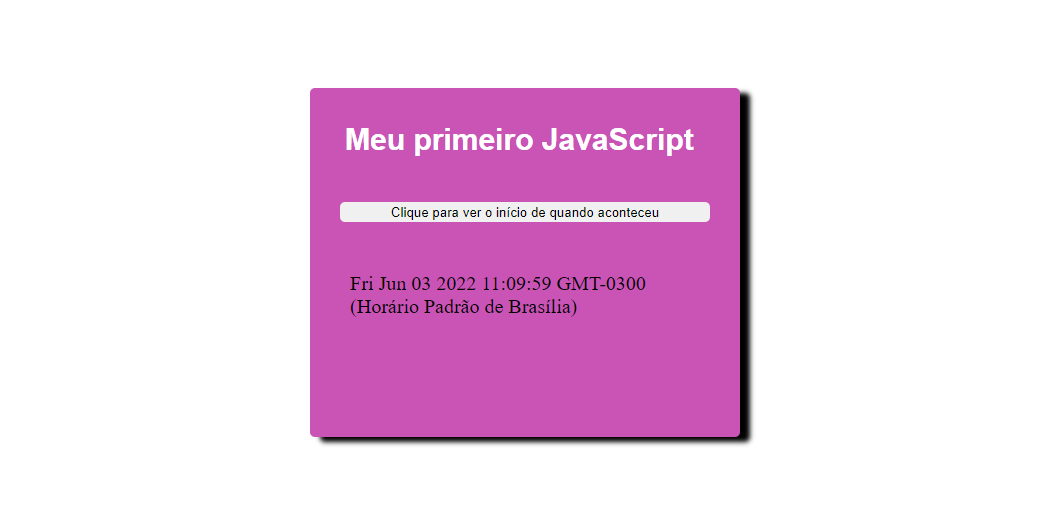 Meu primeiro JavaScript
Clique para ver o início de quando aconteceu
Fri Jun 03 2022 11:09:59 GMT-0300
(Horário Padrão de Brasília)